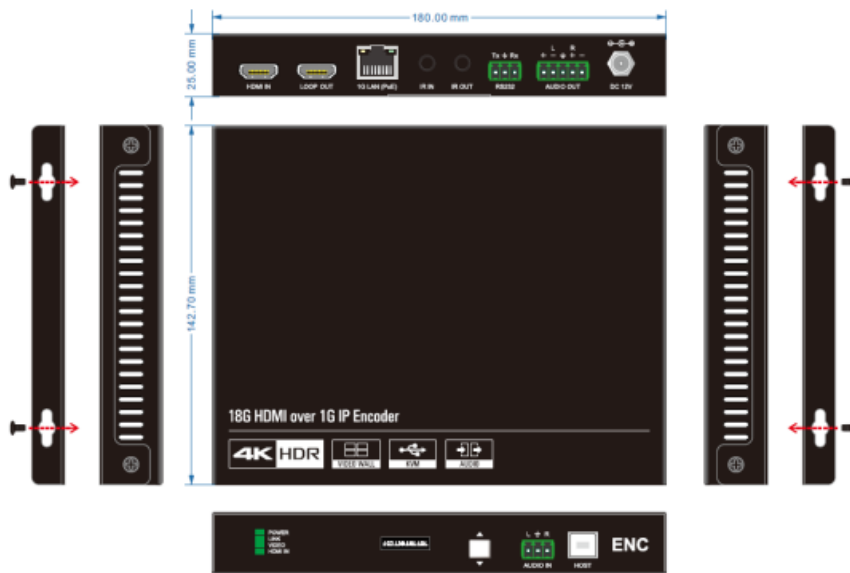 180.00 mm
25.00 mm
L R
Tx Rx
HDMI IN LOOP OUT 1G LAN (PoE) IR IN IR OUT RS232 AUDIO OUT DC 12V
142.70 mm
18G HDMI over 1G IP Encoder
4K HDR
VIDEO WALL KVM AUDIO
POWER
LINK
VIDEO
HDMI IN
L R
AUDIO IN HOST ENC